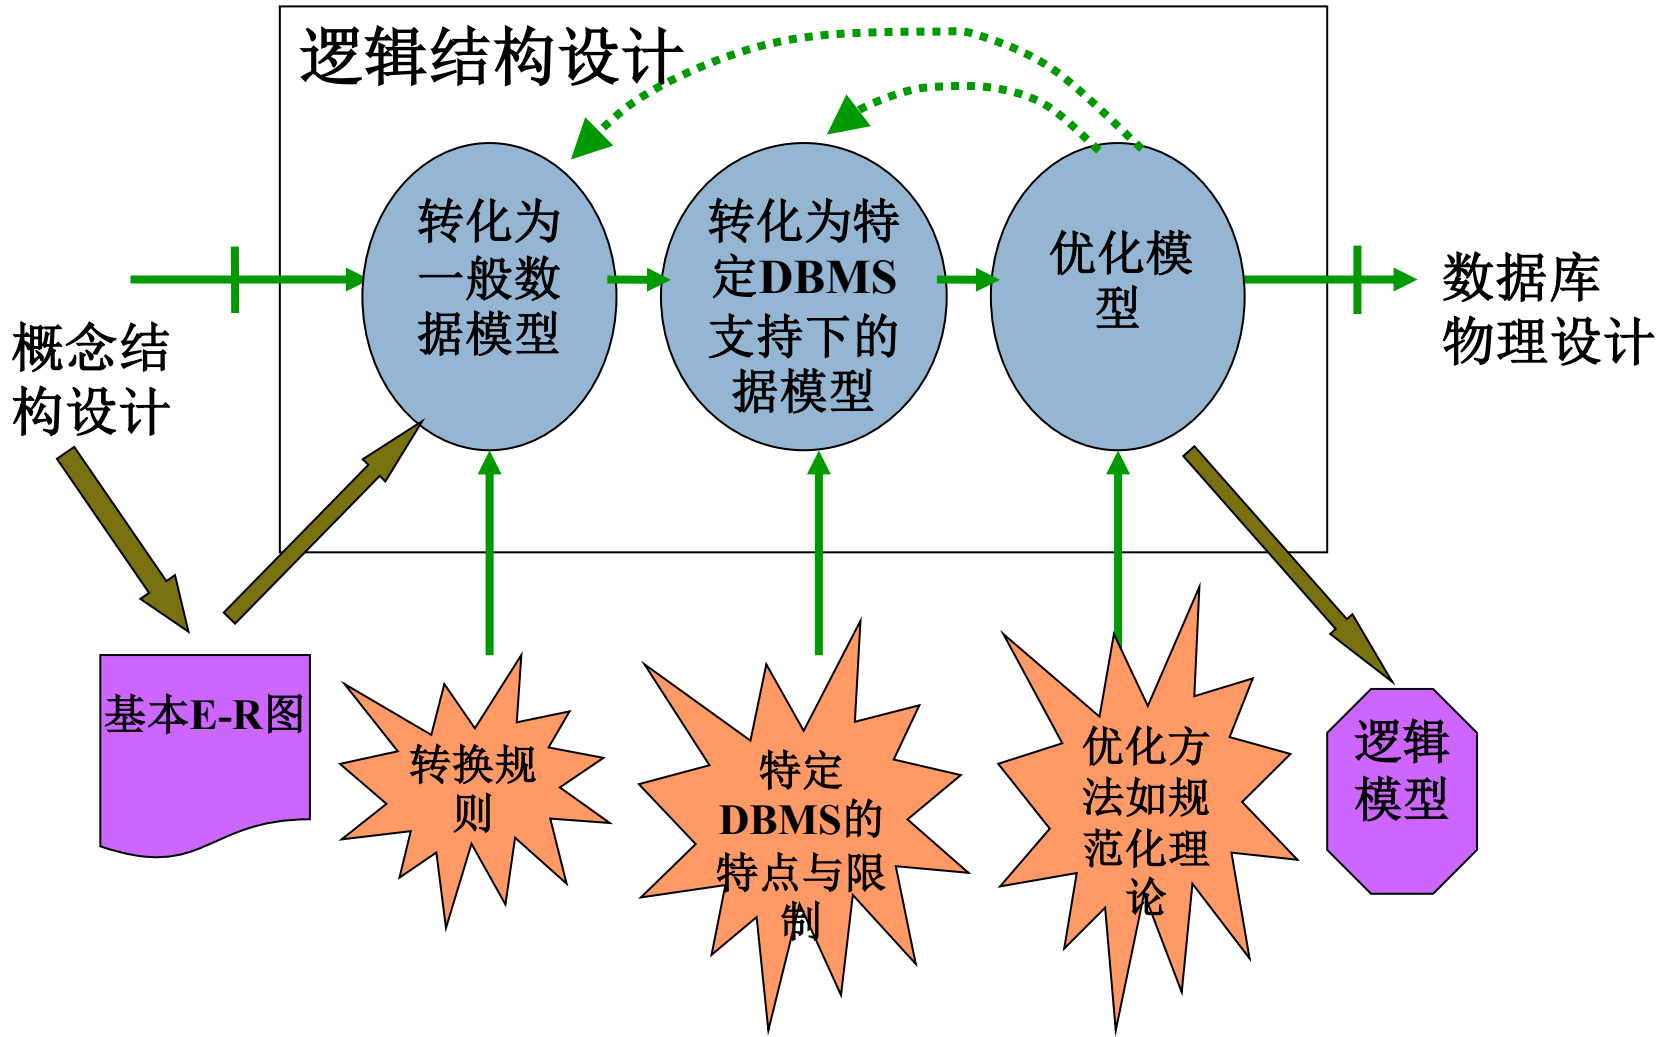 逻辑结构设计
概念结
构设计
转化为
一般数
据模型
转化为特
定DBMS
支持下的
据模型
优化模
型
数据库
物理设计
基本E-R图
转换规
则
特定
DBMS的
特点与限
制
优化方
法如规
范化理
论
逻辑
模型